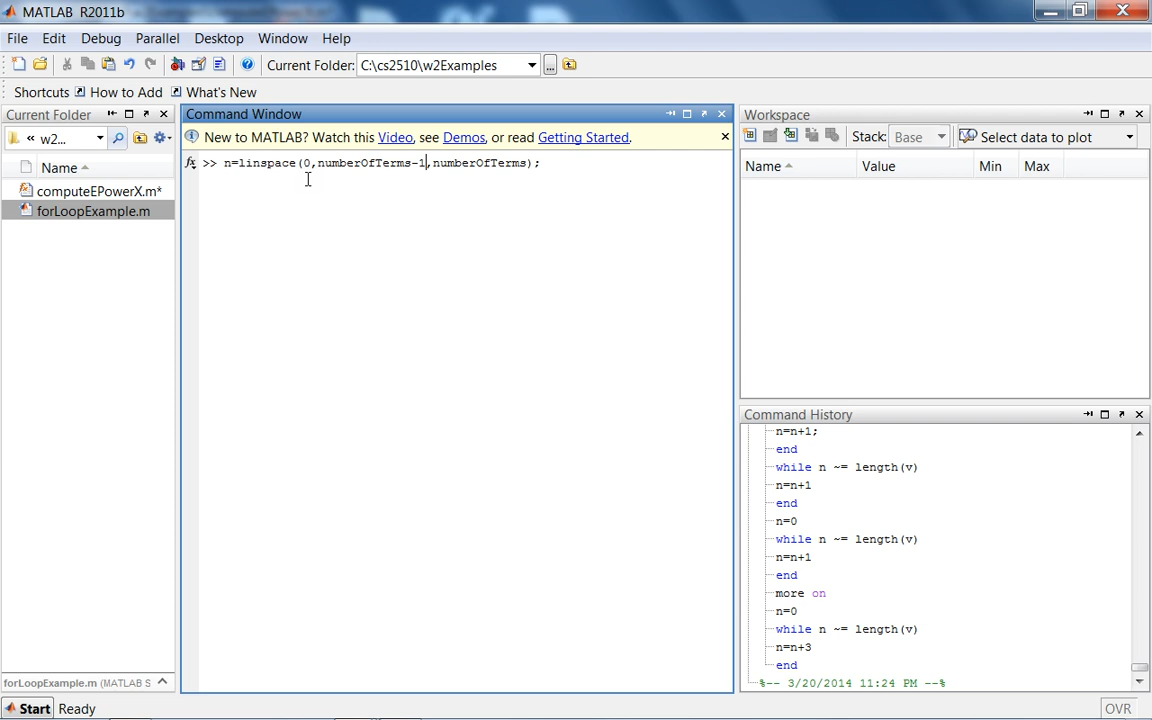 MATLAB R2011b
File Edit Debug Parallel Desktop Window Help
Current Folder: C:\cs2510\w2Examples ...
Shortcuts How to Add What's New
Current Folder
« w2...
Name
computeEPowerX.m*
forLoopExample.m
forLoopExample.m (MATLAB S
Command Window
New to MATLAB? Watch this Video, see Demos, or read Getting Started.
fx >> n=linspace(0,numberOfTerms-1,numberOfTerms);
Workspace
Stack: Base Select data to plot
Name Value Min Max
Command History
n=n+1;
end
while n ~= length(v)
n=n+1
end
n=0
while n ~= length(v)
n=n+1
end
more on
n=0
while n ~= length(v)
n=n+3
end
%-- 3/20/2014 11:24 PM --%
Start Ready OVR